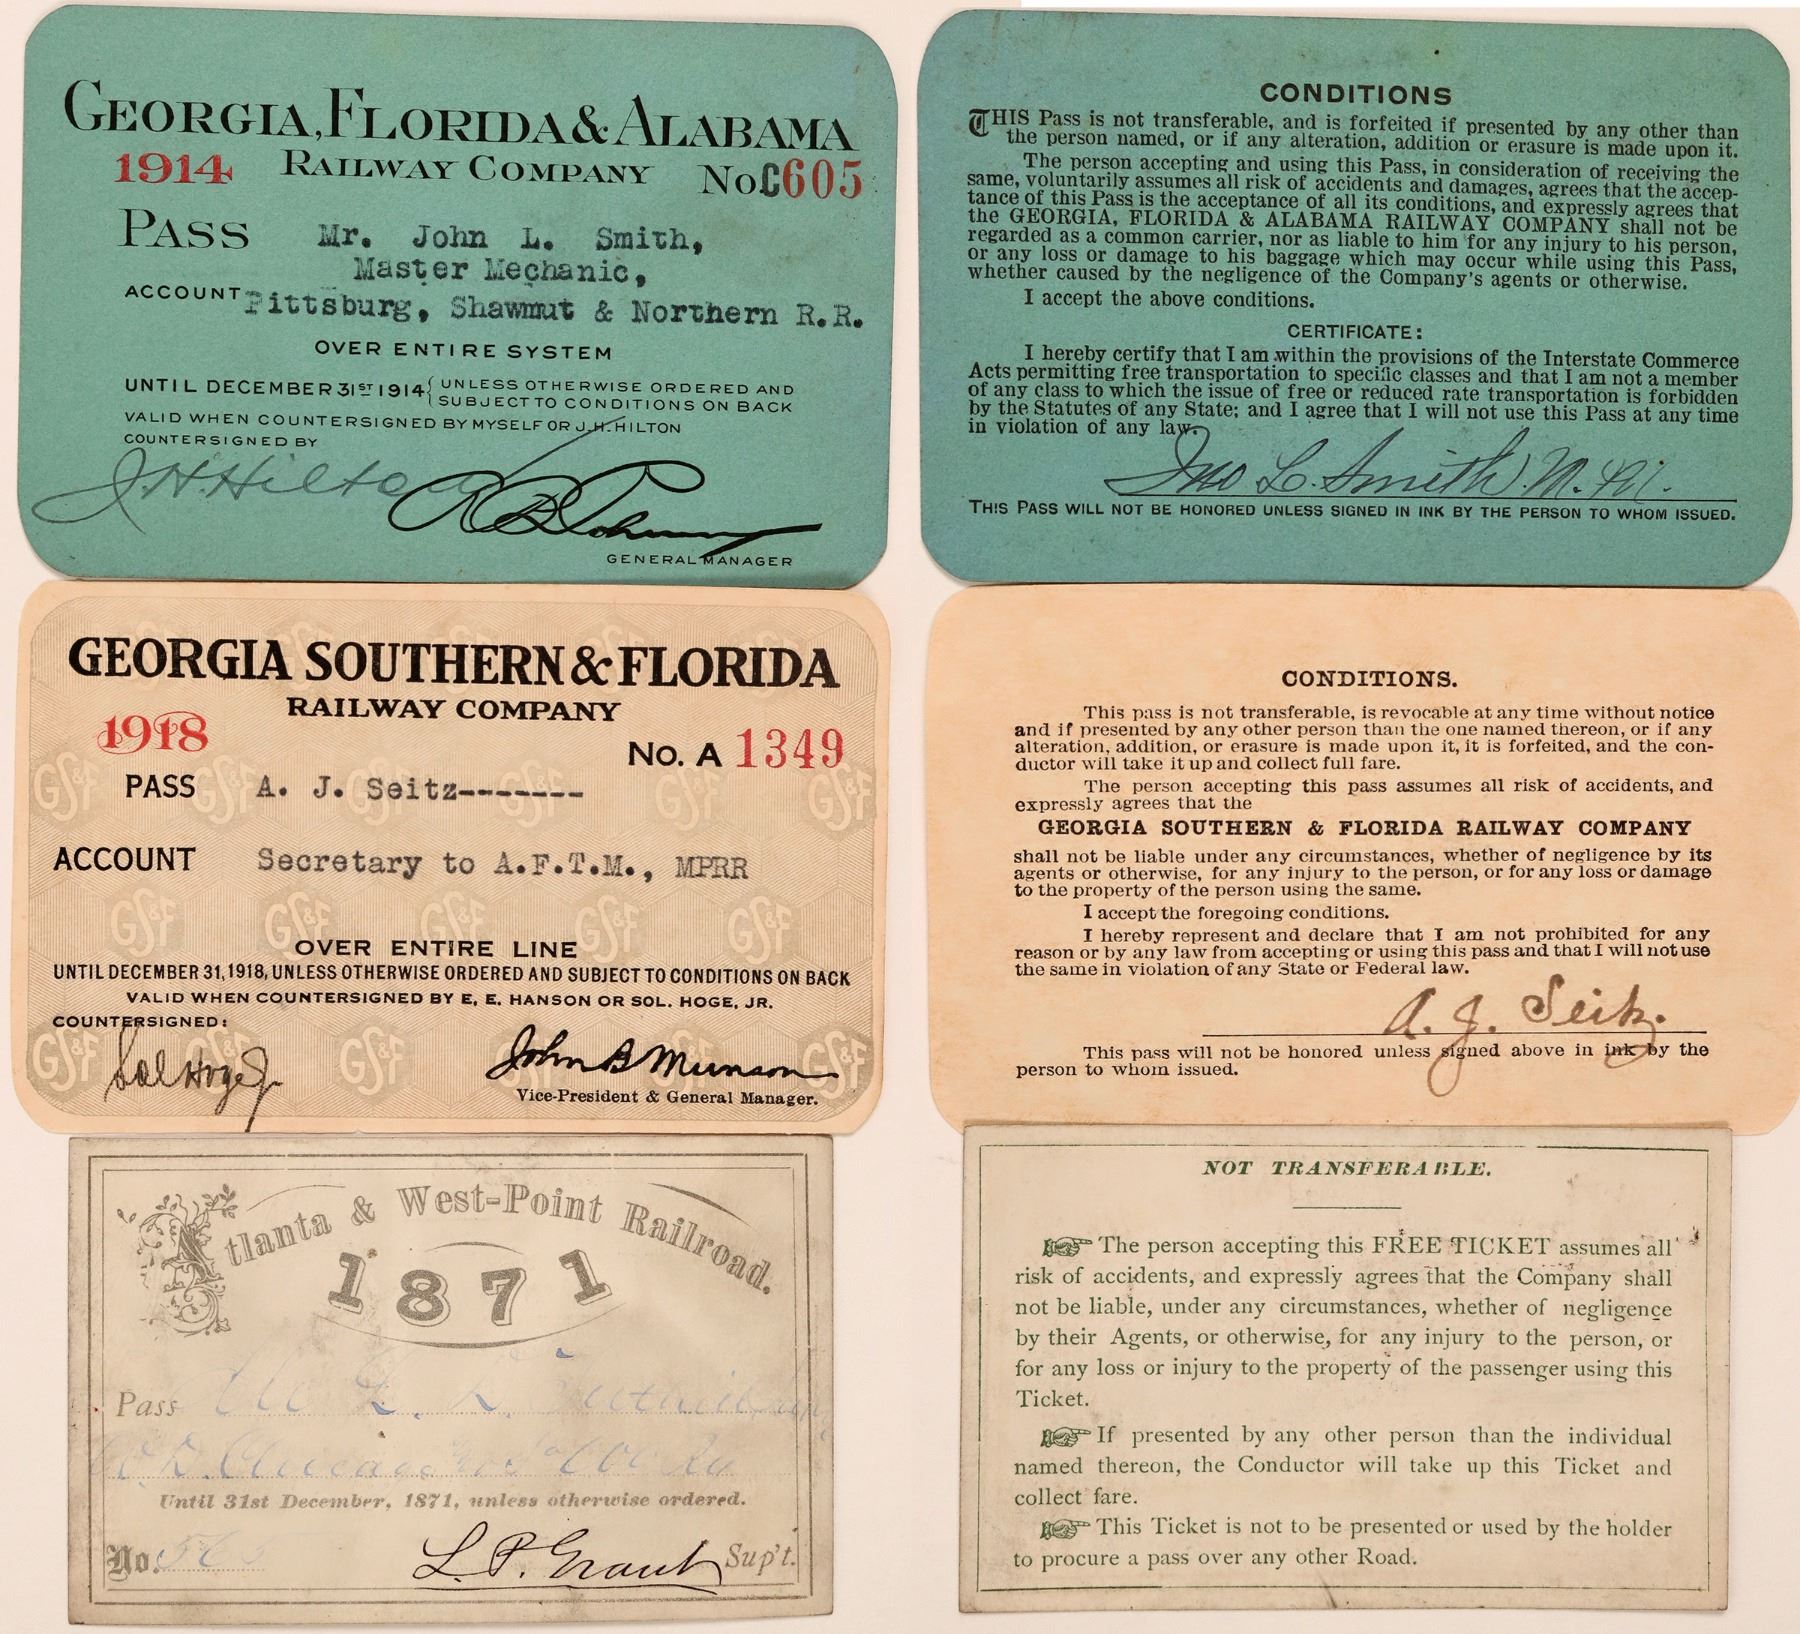 GEORGIA, FLORIDA & ALABAMA
1914 RAILWAY COMPANY No. C605
PASS Mr. John L. Smith,
Master Mechanic,
ACCOUNT Pittsburg, Shawmut & Northern R.R.
OVER ENTIRE SYSTEM
UNTIL DECEMBER 31ST 1914 { UNLESS OTHERWISE ORDERED AND
SUBJECT TO CONDITIONS ON BACK
VALID WHEN COUNTERSIGNED BY MYSELF OR J.H. HILTON
COUNTERSIGNED BY
J.H. Hilton
GENERAL MANAGER
CONDITIONS
THIS Pass is not transferable, and is forfeited if presented by any other than
the person named, or if any alteration, addition or erasure is made upon it.
The person accepting and using this Pass, in consideration of receiving the
same, voluntarily assumes all risk of accidents and damages, agrees that the accep-
tance of this Pass is the acceptance of all its conditions, and expressly agrees that
the GEORGIA, FLORIDA & ALABAMA RAILWAY COMPANY shall not be
regarded as a common carrier, nor as liable to him for any injury to his person,
or any loss or damage to his baggage which may occur while using this Pass,
whether caused by the negligence of the Company's agents or otherwise.
I accept the above conditions.
CERTIFICATE:
I hereby certify that I am within the provisions of the Interstate Commerce
Acts permitting free transportation to specific classes and that I am not a member
of any class to which the issue of free or reduced rate transportation is forbidden
by the Statutes of any State; and I agree that I will not use this Pass at any time
in violation of any law.
Jno L. Smith M.M.
THIS PASS WILL NOT BE HONORED UNLESS SIGNED IN INK BY THE PERSON TO WHOM ISSUED.
GEORGIA SOUTHERN & FLORIDA
RAILWAY COMPANY
1918
No. A 1349
PASS A. J. Seitz-------
ACCOUNT Secretary to A.F.T.M., MPRR
OVER ENTIRE LINE
UNTIL DECEMBER 31, 1918, UNLESS OTHERWISE ORDERED AND SUBJECT TO CONDITIONS ON BACK
VALID WHEN COUNTERSIGNED BY E. E. HANSON OR SOL. HOGE, JR.
COUNTERSIGNED:
Sol Hoge Jr
John B Munson
Vice-President & General Manager.
CONDITIONS.
This pass is not transferable, is revocable at any time without notice
and if presented by any other person than the one named thereon, or if any
alteration, addition, or erasure is made upon it, it is forfeited, and the con-
ductor will take it up and collect full fare.
The person accepting this pass assumes all risk of accidents, and
expressly agrees that the
GEORGIA SOUTHERN & FLORIDA RAILWAY COMPANY
shall not be liable under any circumstances, whether of negligence by its
agents or otherwise, for any injury to the person, or for any loss or damage
to the property of the person using the same.
I accept the foregoing conditions.
I hereby represent and declare that I am not prohibited for any
reason or by any law from accepting or using this pass and that I will not use
the same in violation of any State or Federal law.
A. J. Seitz.
This pass will not be honored unless signed above in ink by the
person to whom issued.
Atlanta & West-Point Railroad.
1871
Pass
Until 31st December, 1871, unless otherwise ordered.
No. 565
L. P. Grant Sup't.
NOT TRANSFERABLE.
The person accepting this FREE TICKET assumes all
risk of accidents, and expressly agrees that the Company shall
not be liable, under any circumstances, whether of negligence
by their Agents, or otherwise, for any injury to the person, or
for any loss or injury to the property of the passenger using this
Ticket.
If presented by any other person than the individual
named thereon, the Conductor will take up this Ticket and
collect fare.
This Ticket is not to be presented or used by the holder
to procure a pass over any other Road.